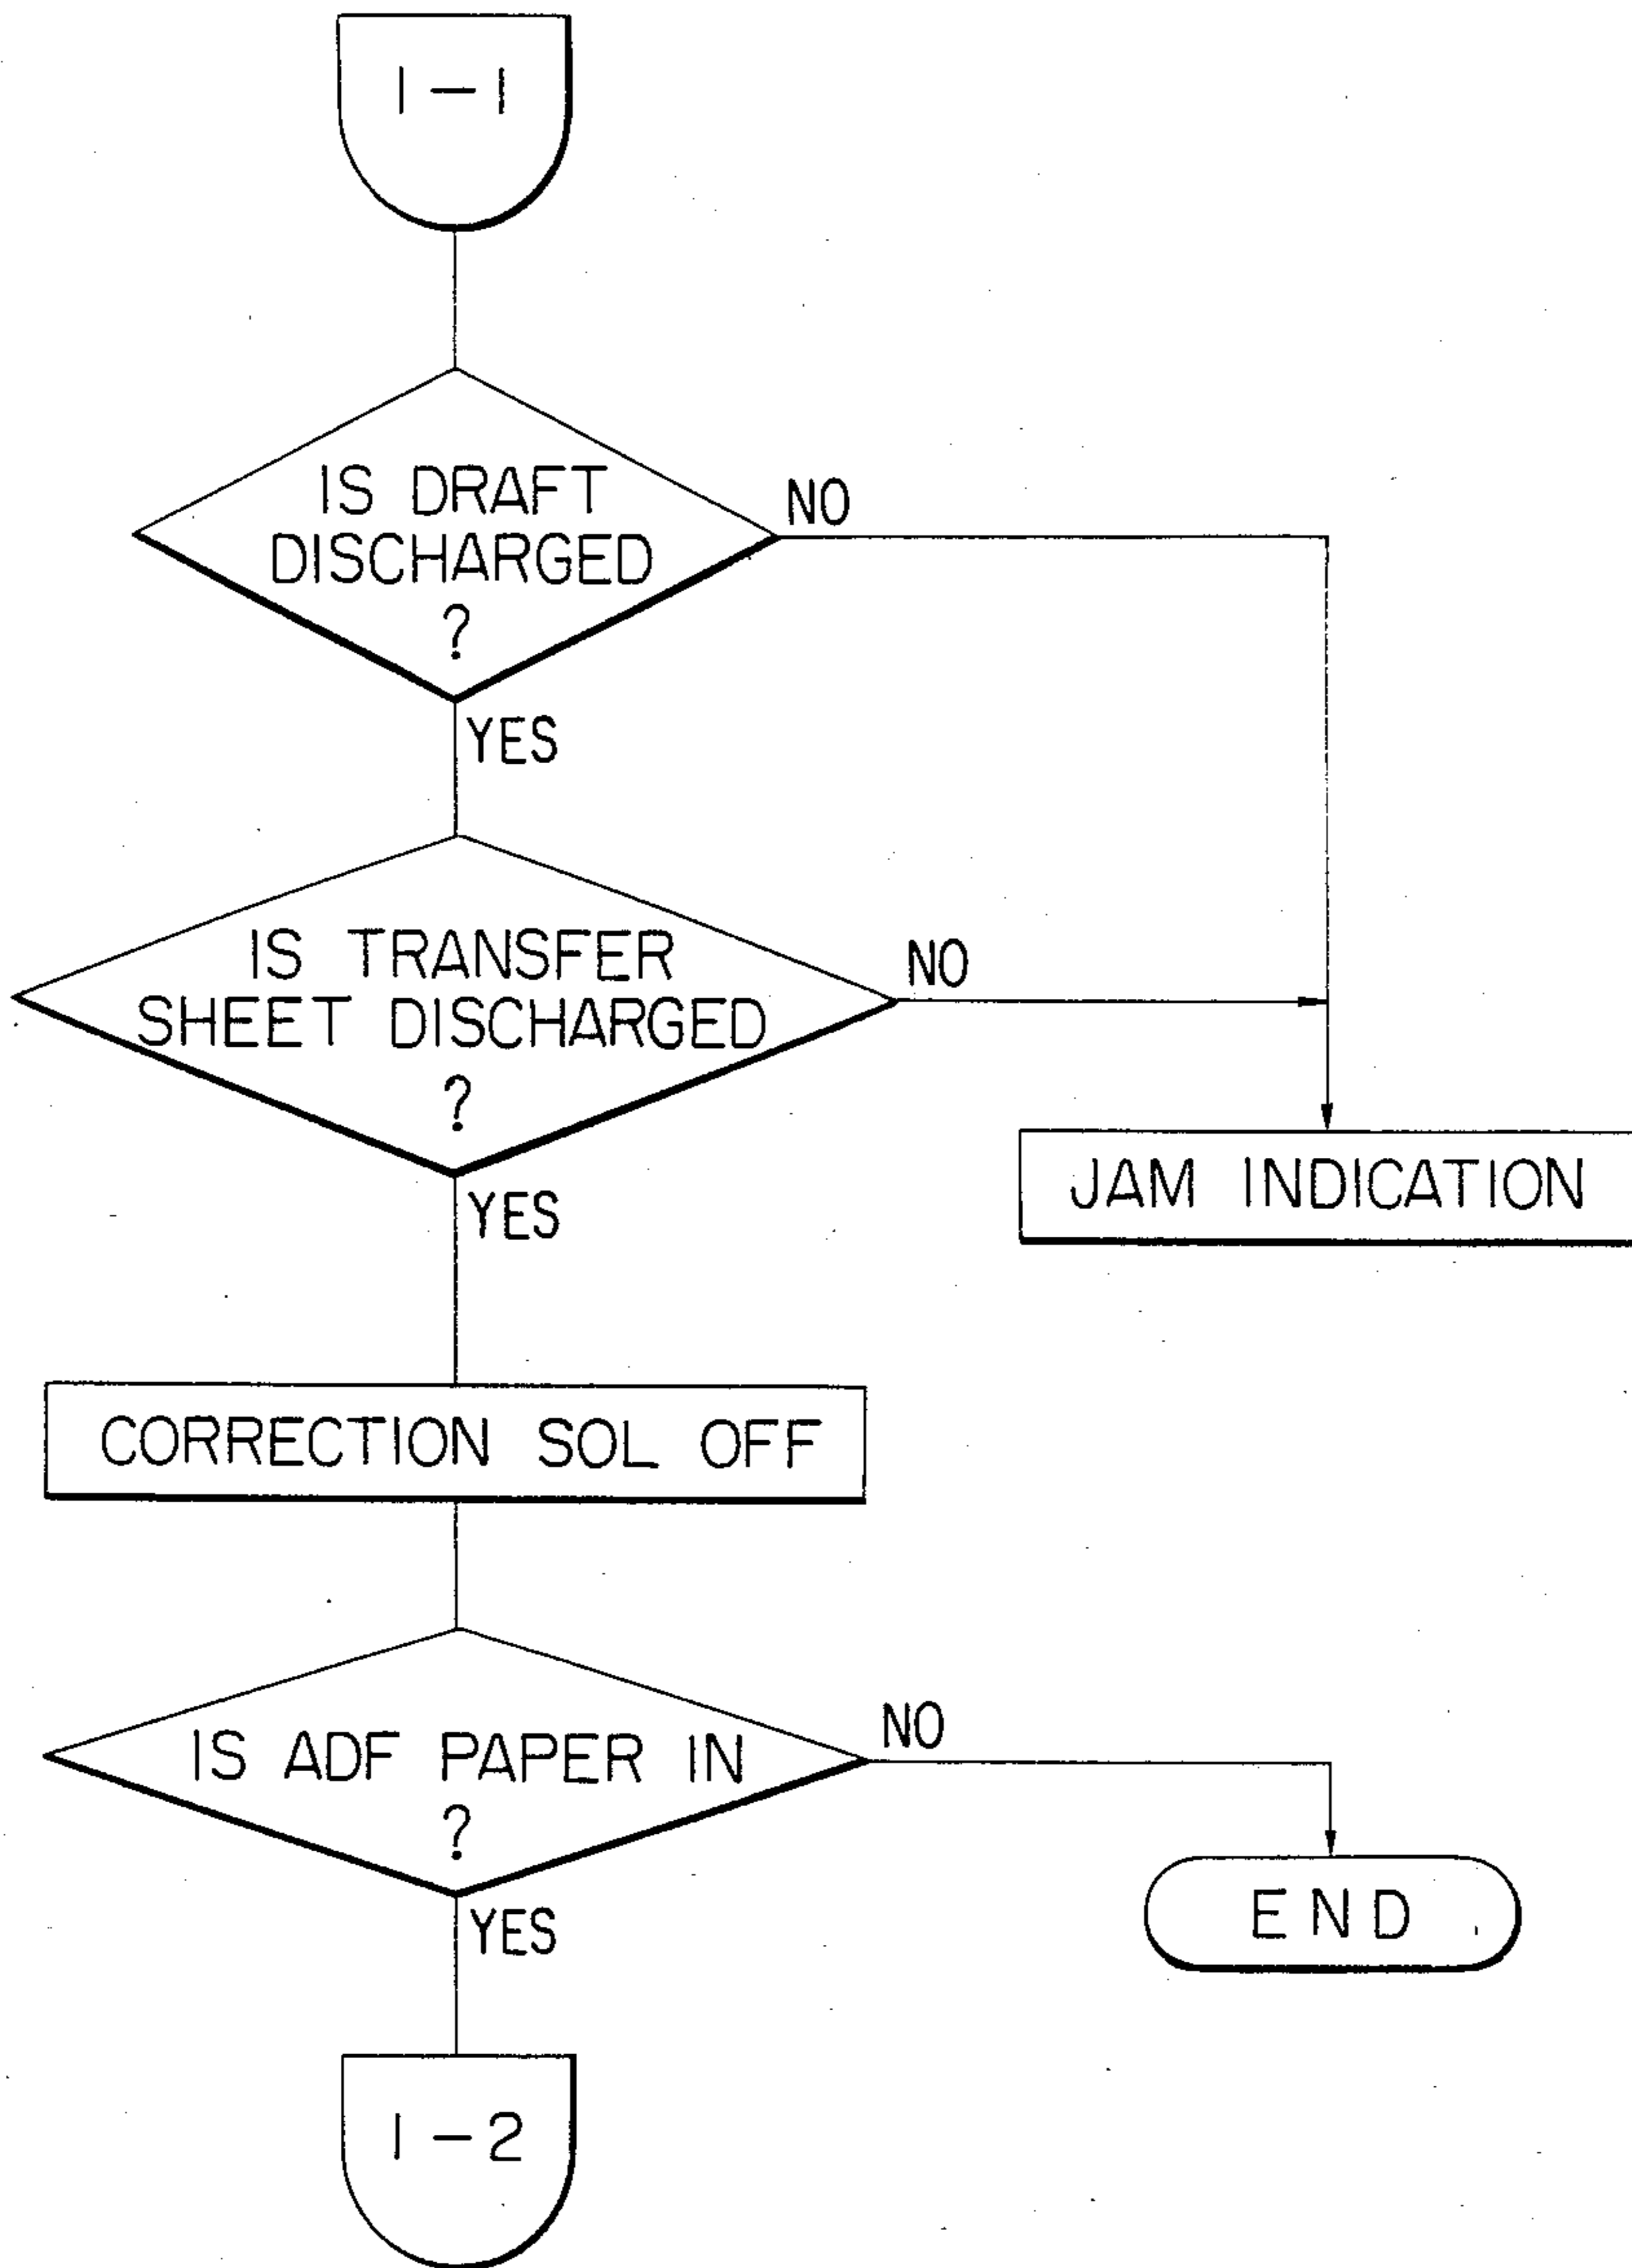 1-1
IS DRAFT
DISCHARGED
?
NO
YES
IS TRANSFER
SHEET DISCHARGED
?
NO
YES
JAM INDICATION
CORRECTION SOL OFF
IS ADF PAPER IN
?
NO
YES
END
1-2